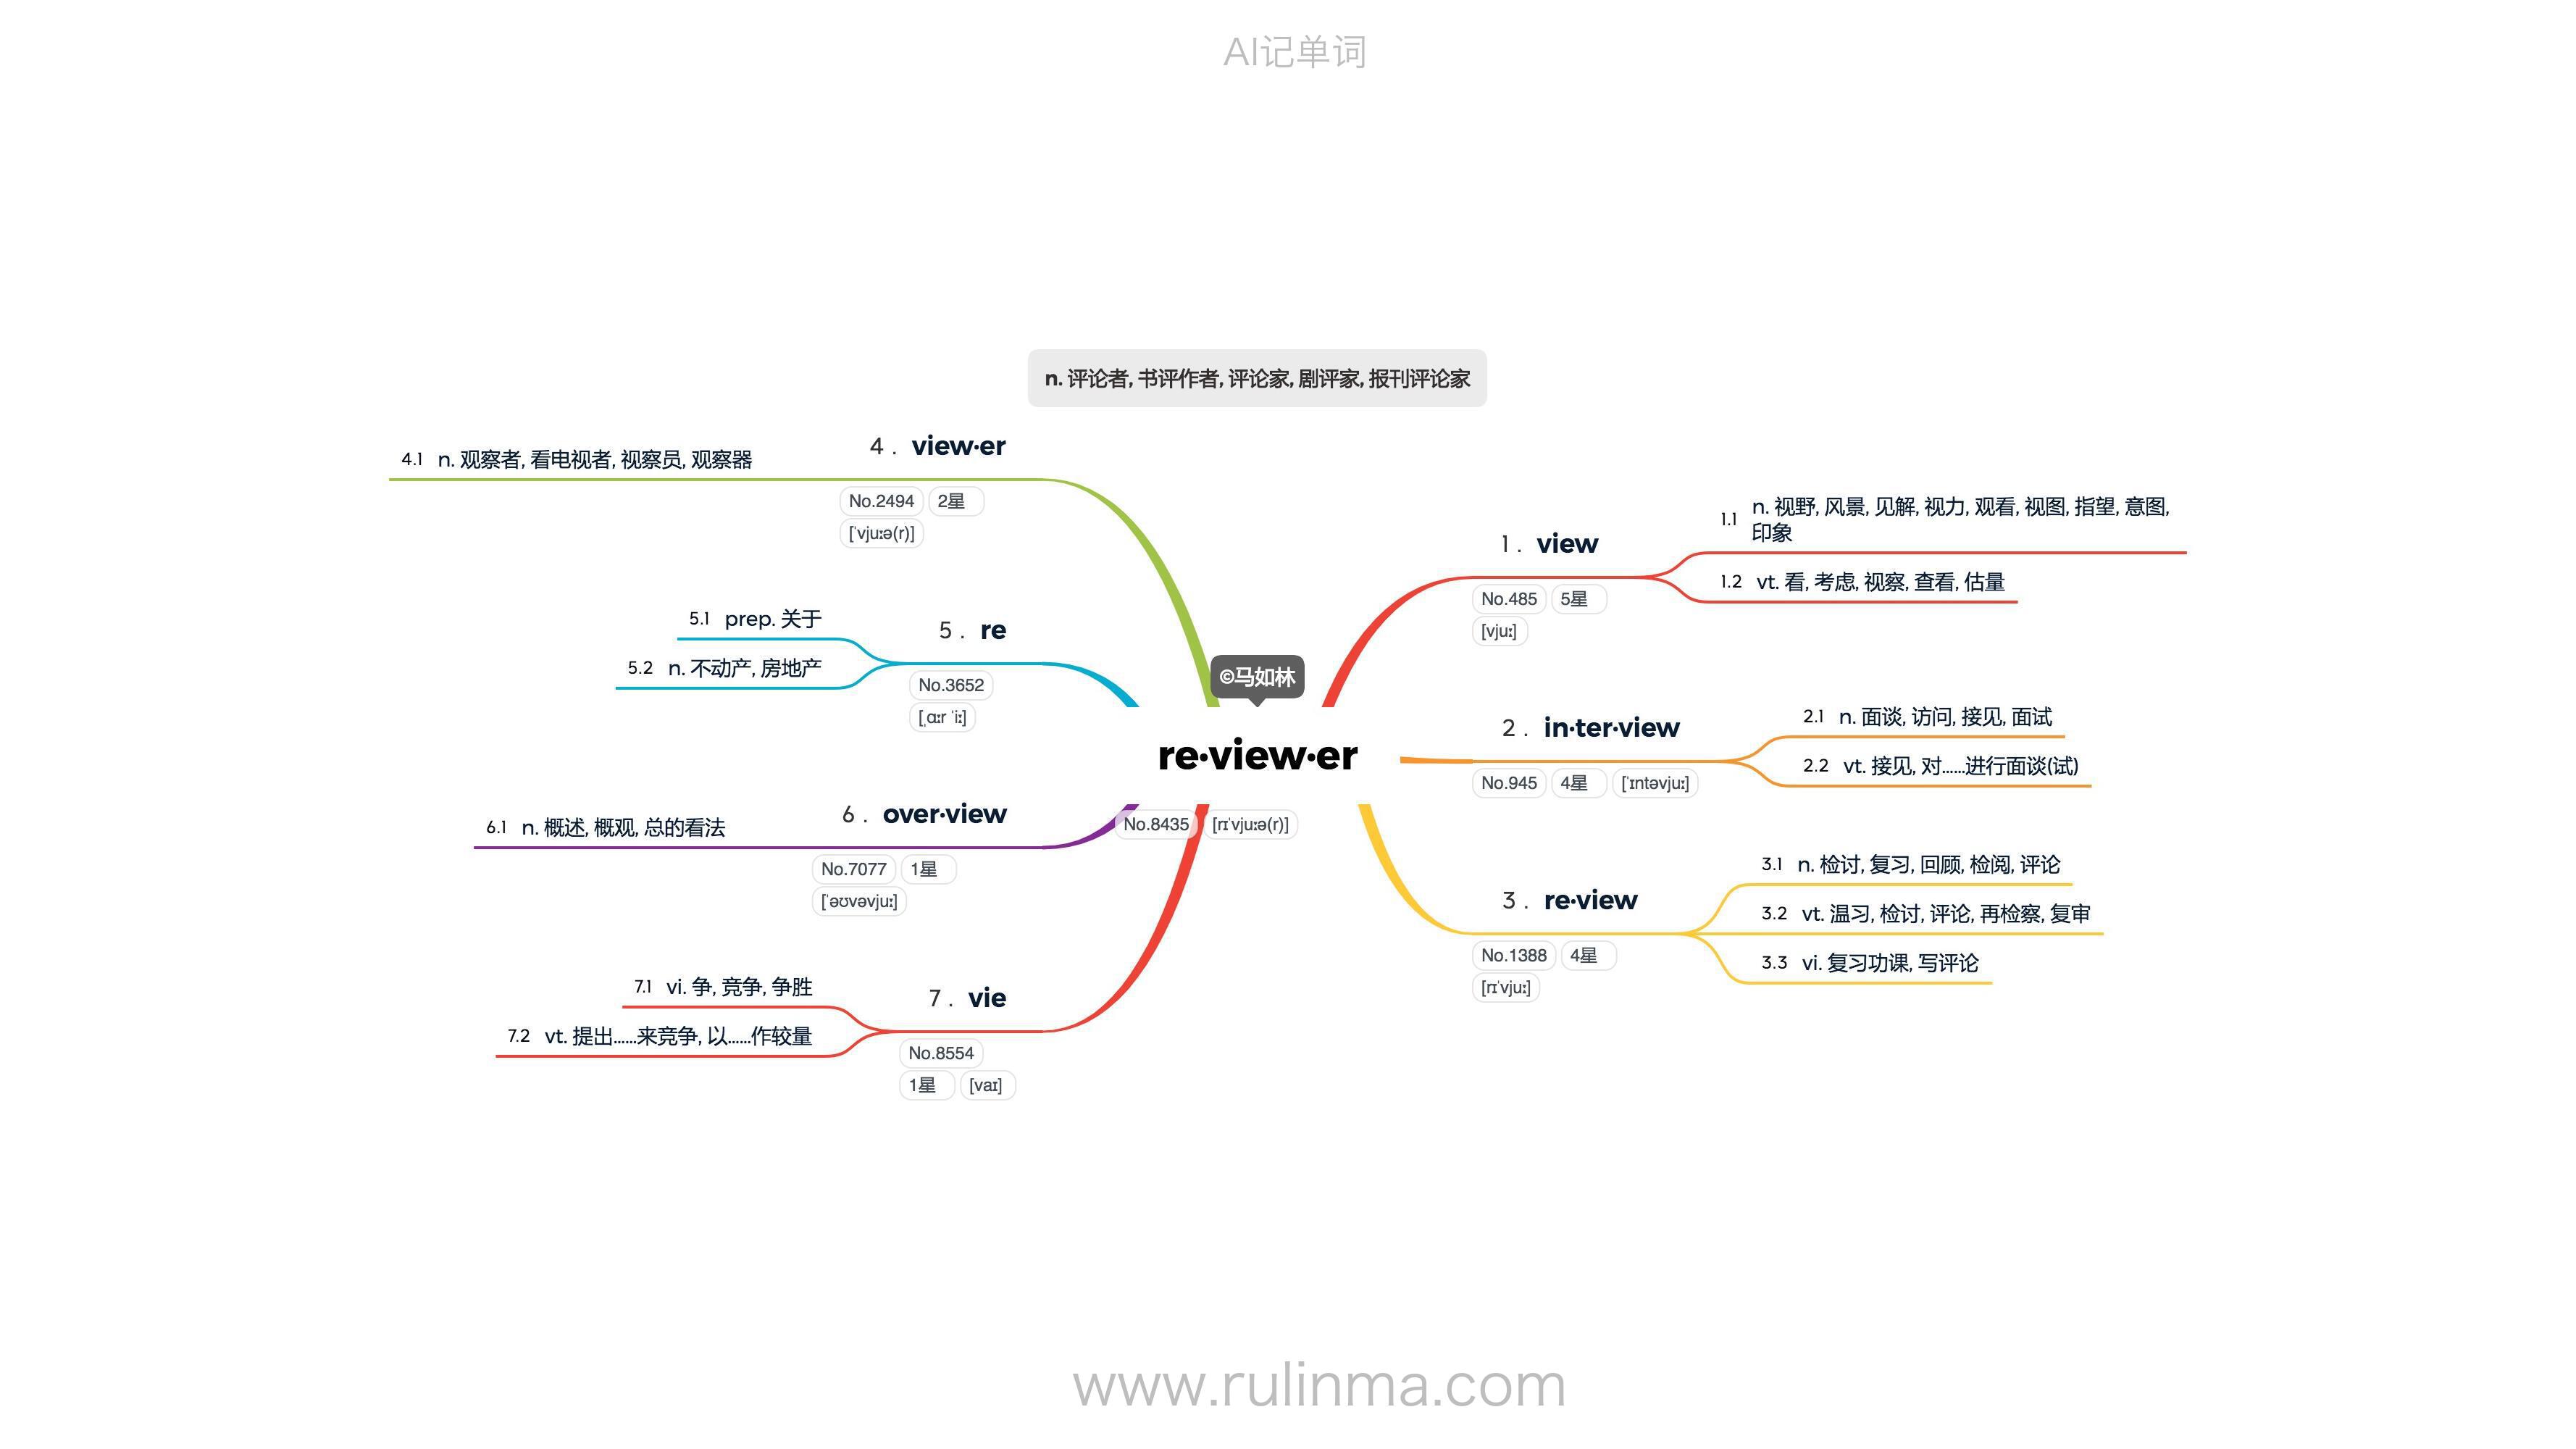 AI记单词
n. 评论者, 书评作者, 评论家, 剧评家, 报刊评论家
©马如林
re·view·er
No.8435 [rɪˈvjuːə(r)]
1. view
No.485 5星
[vjuː]
1.1 n. 视野, 风景, 见解, 视力, 观看, 视图, 指望, 意图,
印象
1.2 vt. 看, 考虑, 视察, 查看, 估量
2. in·ter·view
No.945 4星 [ˈɪntəvjuː]
2.1 n. 面谈, 访问, 接见, 面试
2.2 vt. 接见, 对……进行面谈(试)
3. re·view
No.1388 4星
[rɪˈvjuː]
3.1 n. 检讨, 复习, 回顾, 检阅, 评论
3.2 vt. 温习, 检讨, 评论, 再检察, 复审
3.3 vi. 复习功课, 写评论
4. view·er
No.2494 2星
[ˈvjuːə(r)]
4.1 n. 观察者, 看电视者, 视察员, 观察器
5. re
No.3652
[ˌɑːr ˈiː]
5.1 prep. 关于
5.2 n. 不动产, 房地产
6. over·view
No.7077 1星
[ˈəʊvəvjuː]
6.1 n. 概述, 概观, 总的看法
7. vie
No.8554
1星 [vaɪ]
7.1 vi. 争, 竞争, 争胜
7.2 vt. 提出……来竞争, 以……作较量
www.rulinma.com